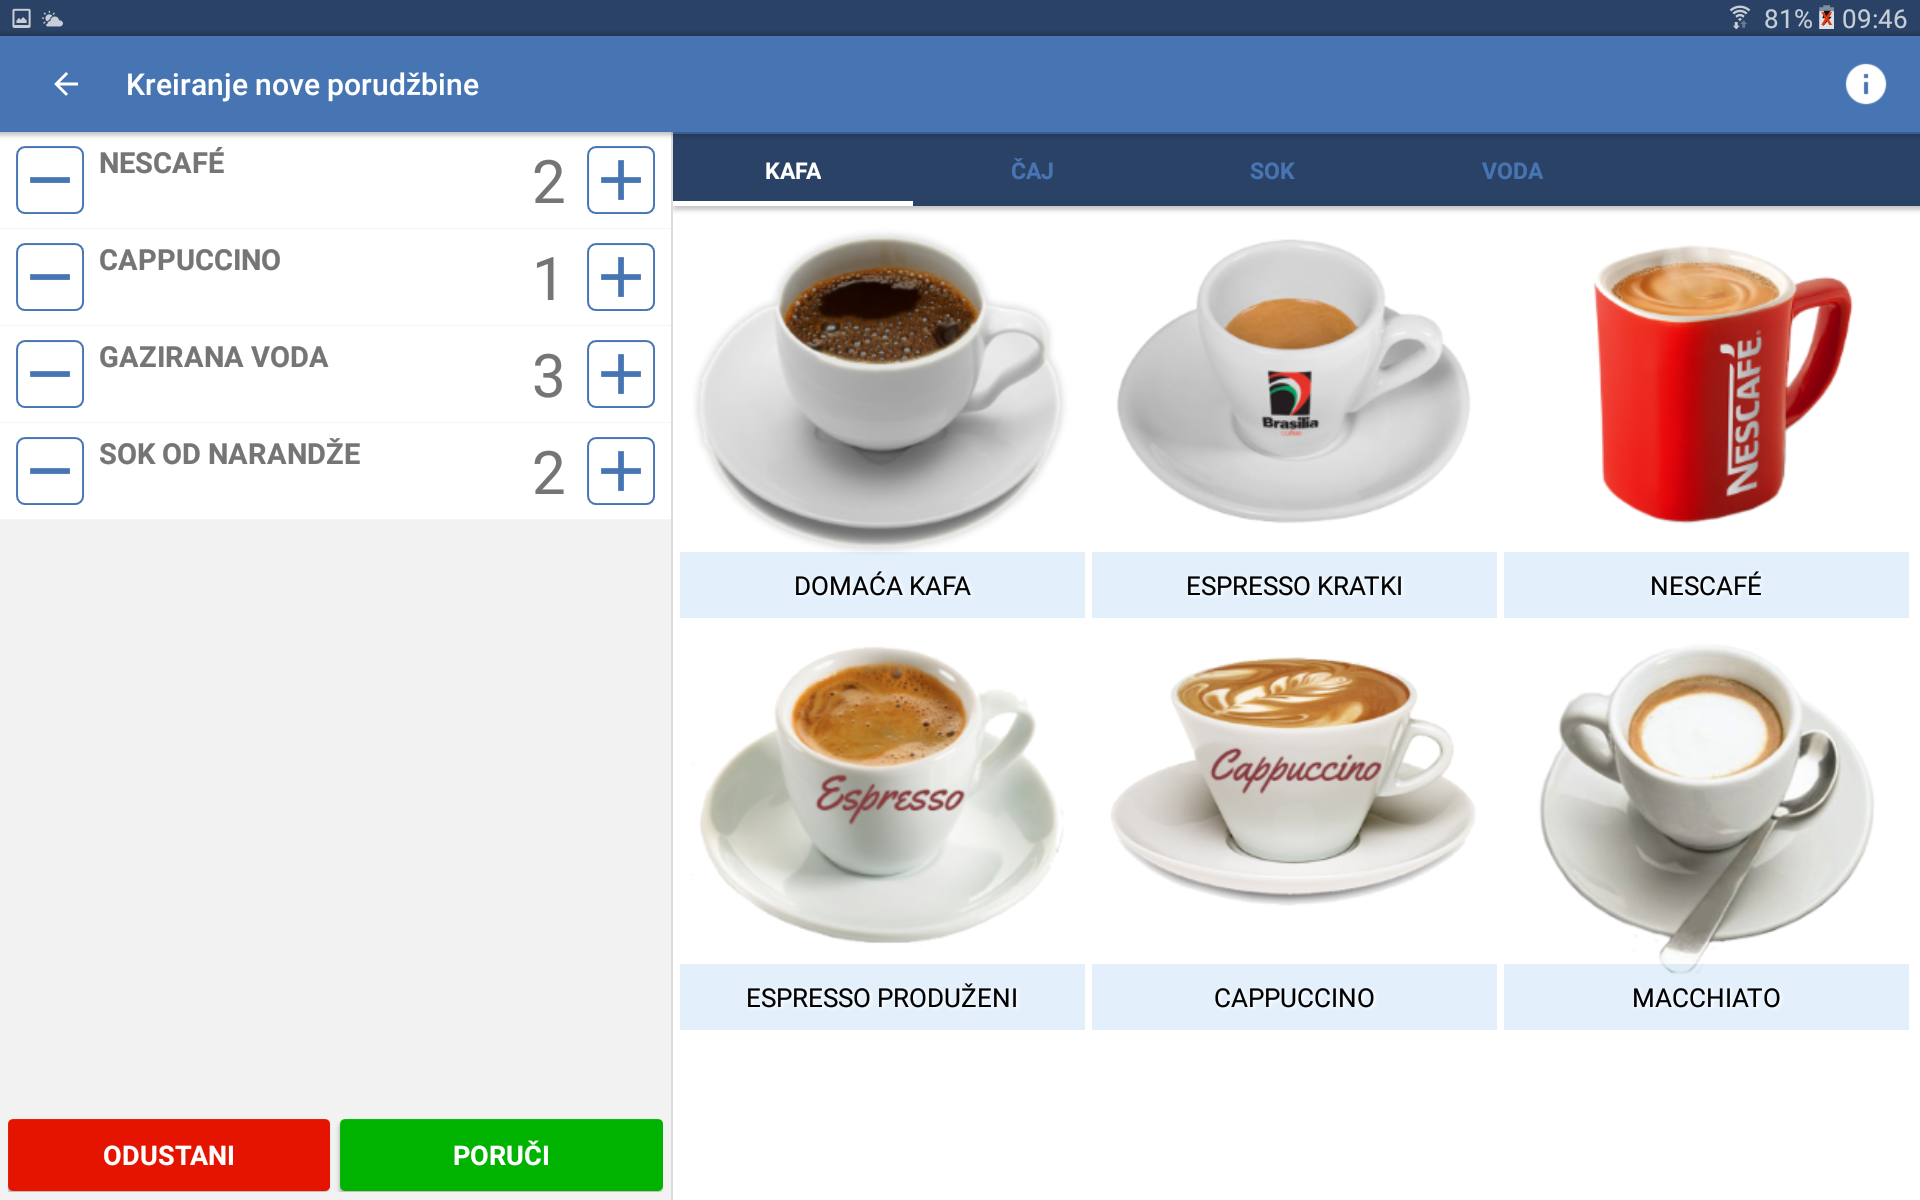 81% 09:46
Kreiranje nove porudžbine
NESCAFÉ 2
CAPPUCCINO 1
GAZIRANA VODA 3
SOK OD NARANDŽE 2
ODUSTANI PORUČI
KAFA ČAJ SOK VODA
Brasilia
coffee
NESCAFÉ
DOMAĆA KAFA ESPRESSO KRATKI NESCAFÉ
Espresso
Cappuccino
ESPRESSO PRODUŽENI CAPPUCCINO MACCHIATO